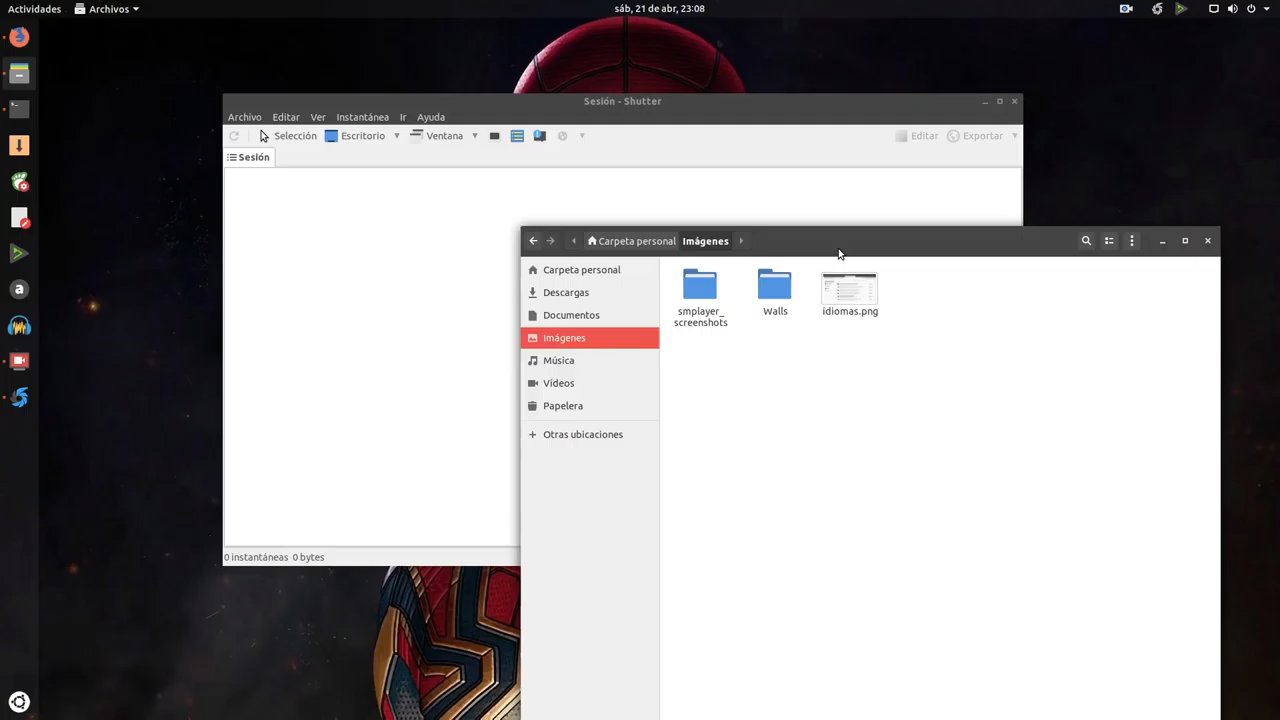 Actividades Archivos sáb, 21 de abr, 23:08
Sesión - Shutter
Archivo Editar Ver Instantánea Ir Ayuda
Selección Escritorio Ventana Editar Exportar
Sesión
Carpeta personal Imágenes
Carpeta personal
Descargas
Documentos
Imágenes
Música
Vídeos
Papelera
Otras ubicaciones
smplayer_
screenshots
Walls
idiomas.png
0 instantáneas 0 bytes
a